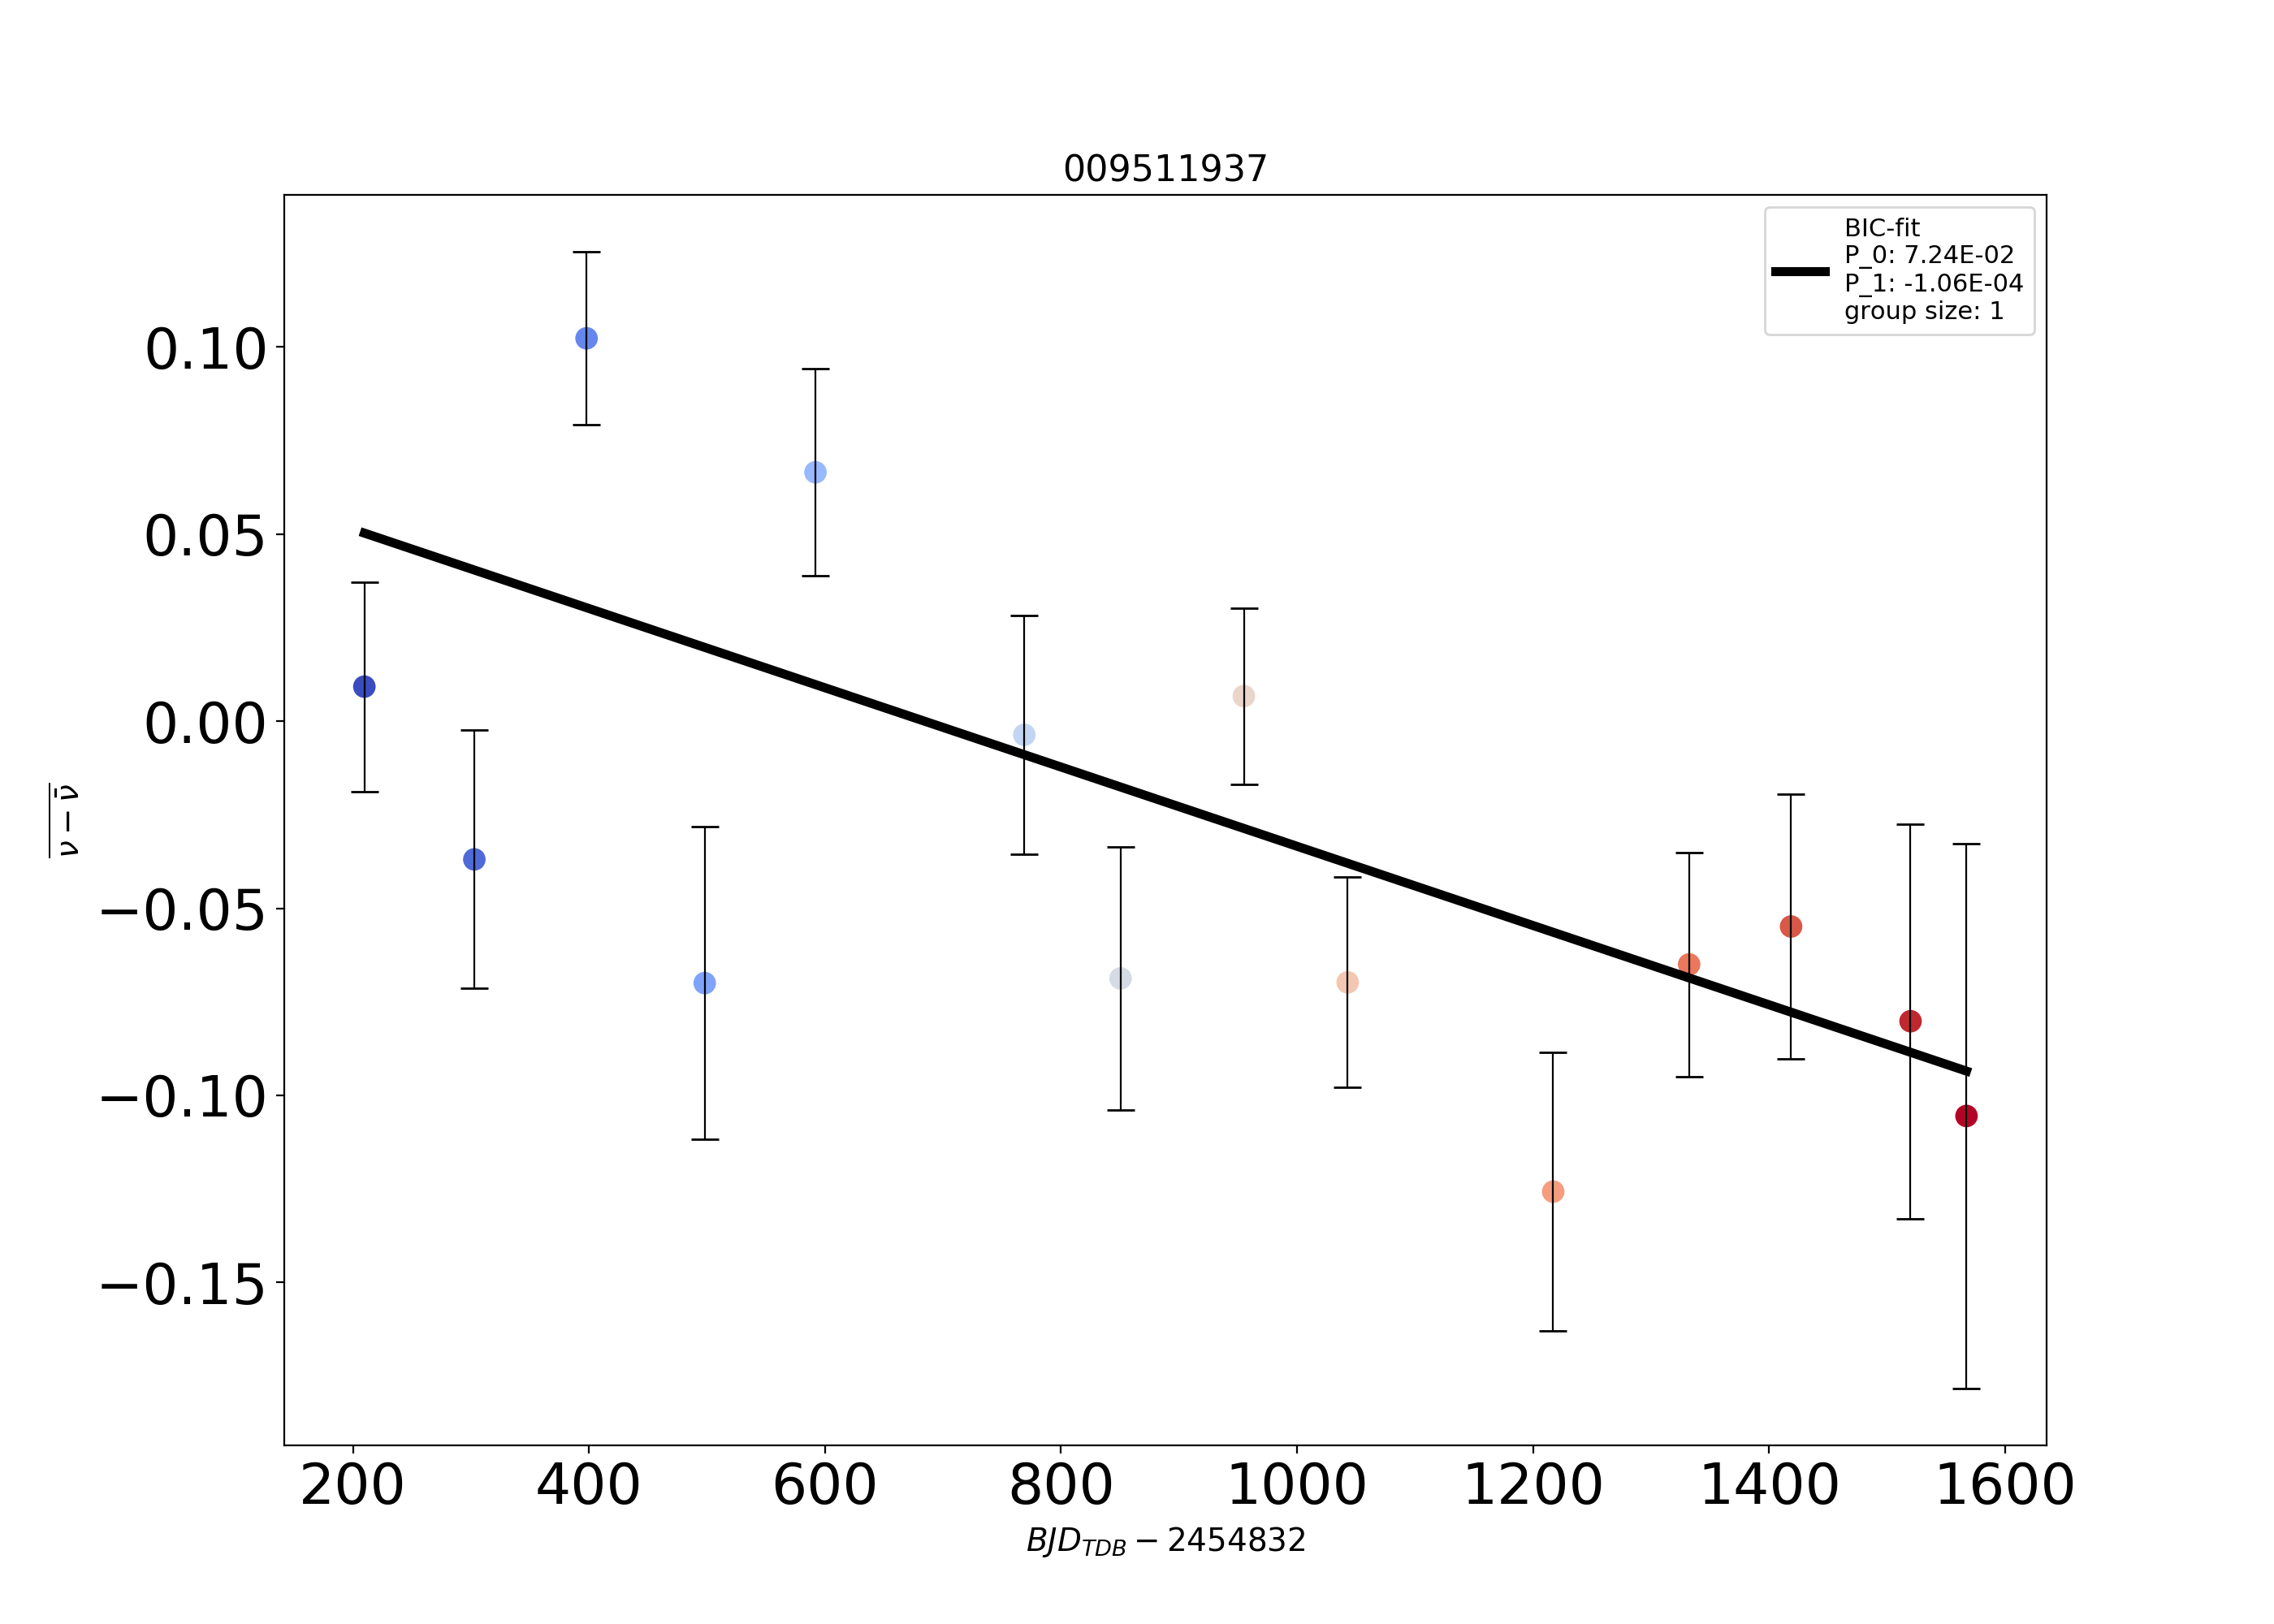 009511937
BIC-fit
P_0: 7.24E-02
P_1: -1.06E-04
group size: 1
0.10
0.05
0.00
−0.05
−0.10
−0.15
ν − ν̄
200 400 600 800 1000 1200 1400 1600
BJD_TDB − 2454832